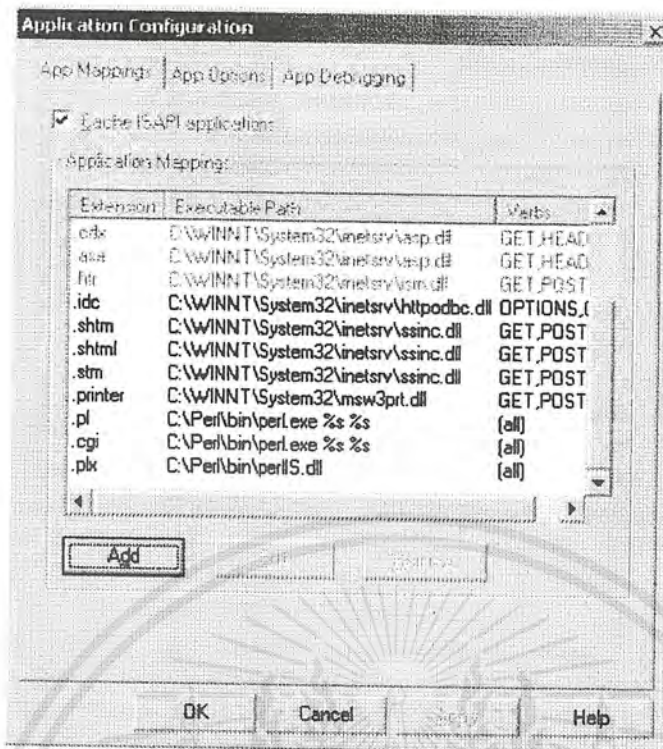 Application Configuration
App Mappings App Options App Debugging
Cache ISAPI applications
Application Mappings
Extension Executable Path Verbs
.cdx C:\WINNT\System32\inetsrv\asp.dll GET,HEAD
.asa C:\WINNT\System32\inetsrv\asp.dll GET,HEAD
.htr C:\WINNT\System32\inetsrv\ism.dll GET,POST
.idc C:\WINNT\System32\inetsrv\httpodbc.dll OPTIONS,
.shtm C:\WINNT\System32\inetsrv\ssinc.dll GET,POST
.shtml C:\WINNT\System32\inetsrv\ssinc.dll GET,POST
.stm C:\WINNT\System32\inetsrv\ssinc.dll GET,POST
.printer C:\WINNT\System32\msw3prt.dll GET,POST
.pl C:\Perl\bin\perl.exe %s %s (all)
.cgi C:\Perl\bin\perl.exe %s %s (all)
.plx C:\Perl\bin\perlIS.dll (all)
Add Edit Remove
OK Cancel Apply Help